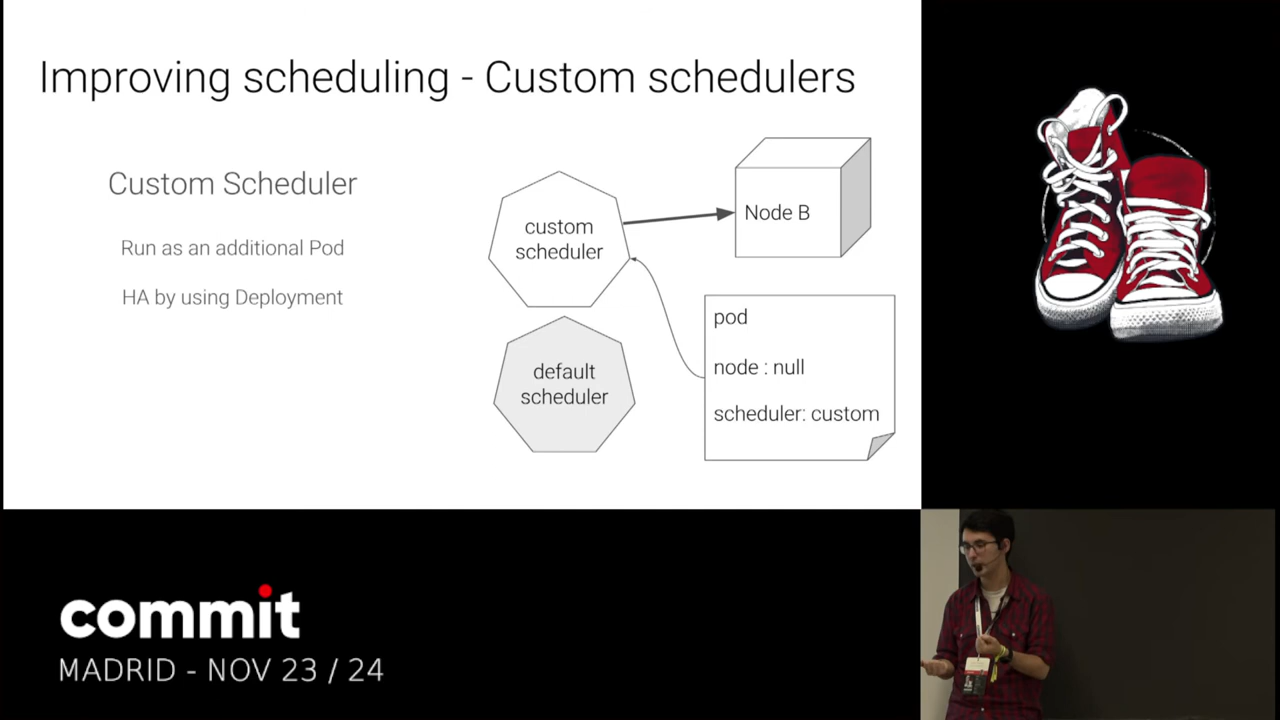 Improving scheduling - Custom schedulers
Custom Scheduler
Run as an additional Pod
HA by using Deployment
custom
scheduler
Node B
pod
node : null
scheduler: custom
default
scheduler
commit
MADRID - NOV 23 / 24